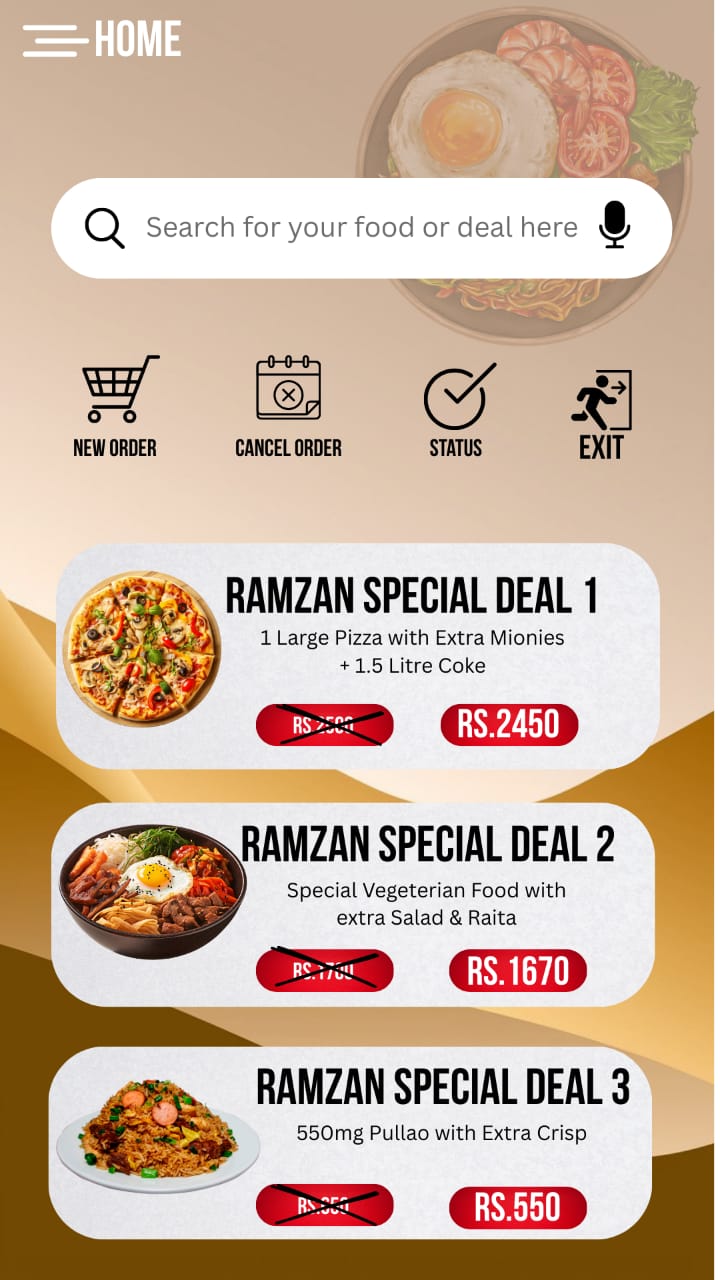 HOME
Search for your food or deal here
NEW ORDER
CANCEL ORDER
STATUS
EXIT
RAMZAN SPECIAL DEAL 1
1 Large Pizza with Extra Mionies
+ 1.5 Litre Coke
RS.2450
RAMZAN SPECIAL DEAL 2
Special Vegeterian Food with
extra Salad & Raita
RS.1670
RAMZAN SPECIAL DEAL 3
550mg Pullao with Extra Crisp
RS.550